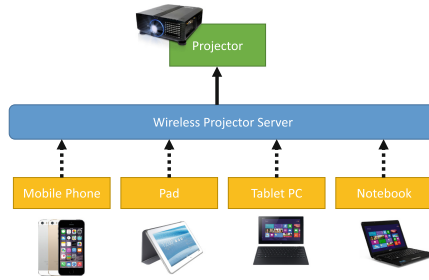 Projector
Wireless Projector Server
Mobile Phone
Pad
Tablet PC
Notebook